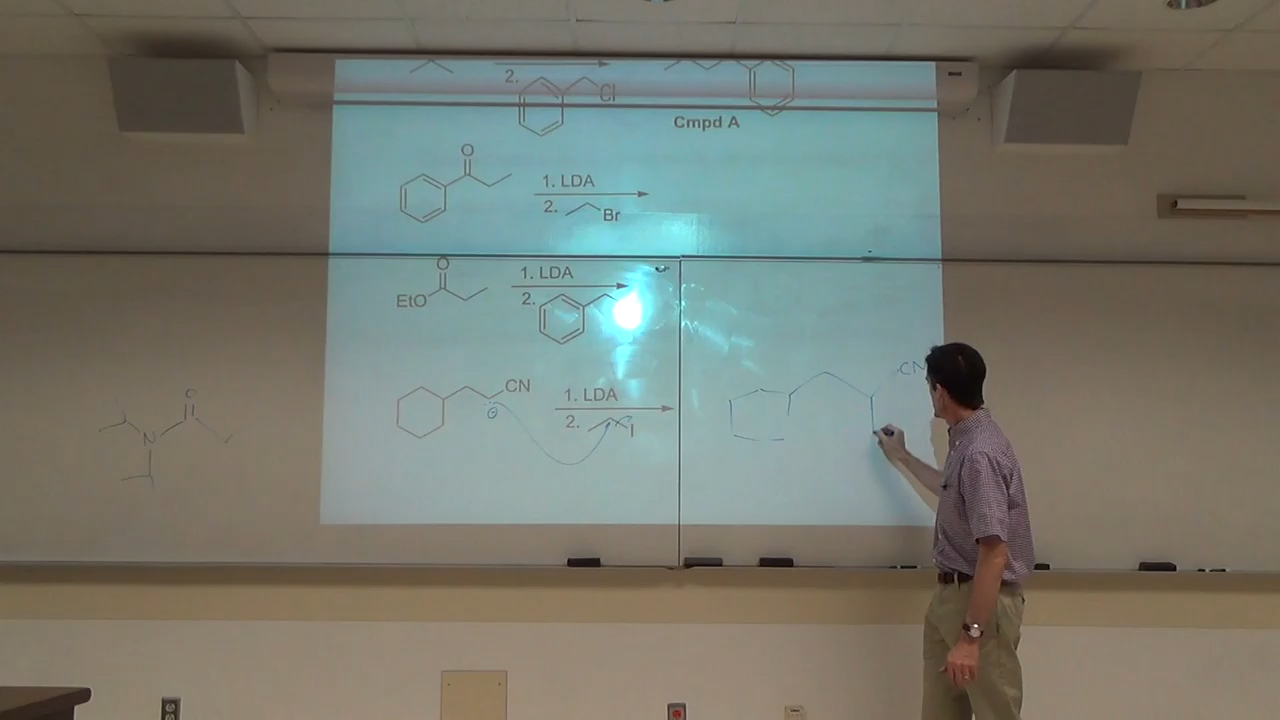 2.
Cl
Cmpd A
O
1. LDA
2. Br
O
EtO
1. LDA
2.
CN
1. LDA
2. I
⊖
O
N
CN